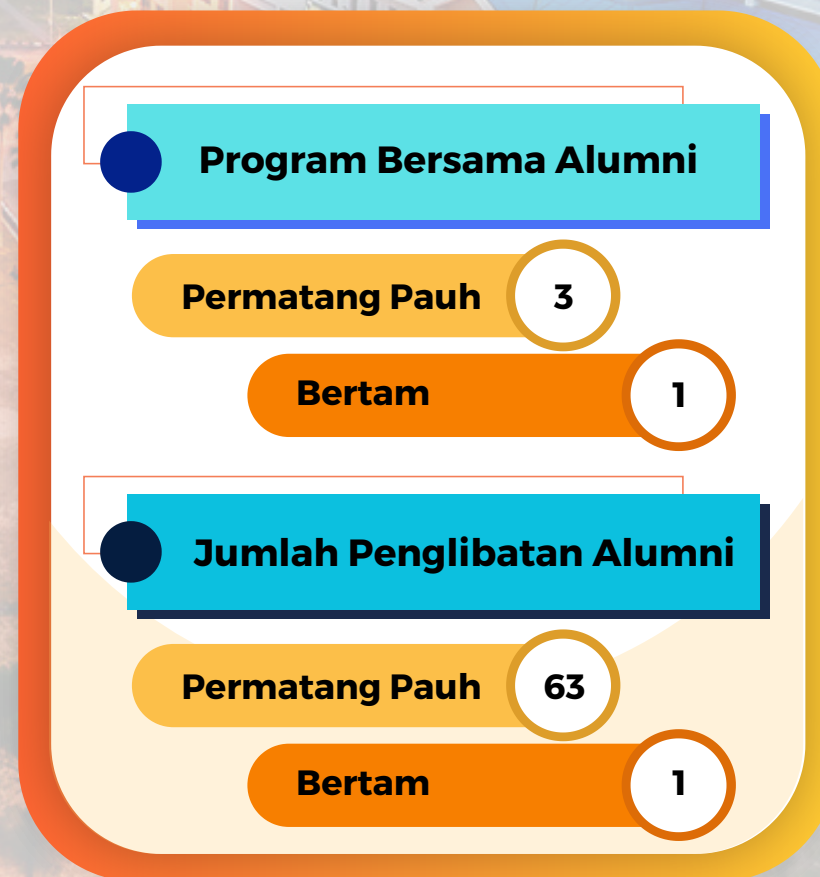 Program Bersama Alumni
Permatang Pauh 3
Bertam 1
Jumlah Penglibatan Alumni
Permatang Pauh 63
Bertam 1